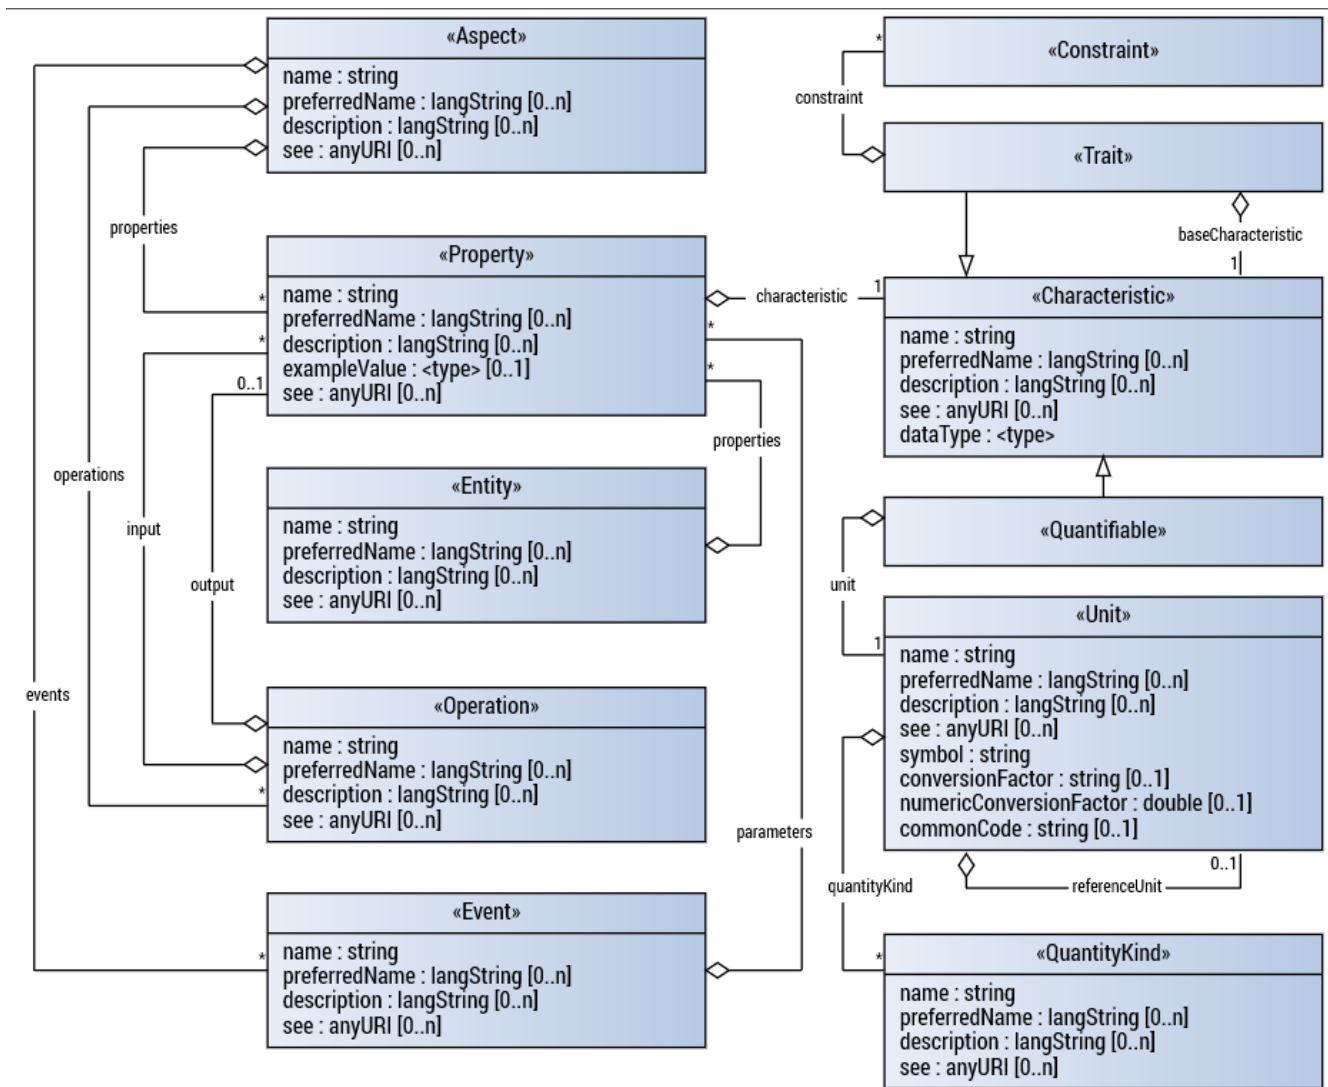 «Aspect»
name : string
preferredName : langString [0..n]
description : langString [0..n]
see : anyURI [0..n]
properties
«Property»
name : string
preferredName : langString [0..n]
description : langString [0..n]
exampleValue : <type> [0..1]
see : anyURI [0..n]
*
*
0..1
*
*
characteristic
1
properties
operations
input
output
events
«Entity»
name : string
preferredName : langString [0..n]
description : langString [0..n]
see : anyURI [0..n]
«Operation»
name : string
preferredName : langString [0..n]
description : langString [0..n]
see : anyURI [0..n]
*
parameters
«Event»
name : string
preferredName : langString [0..n]
description : langString [0..n]
see : anyURI [0..n]
*
«Constraint»
*
constraint
«Trait»
baseCharacteristic
1
«Characteristic»
name : string
preferredName : langString [0..n]
description : langString [0..n]
see : anyURI [0..n]
dataType : <type>
«Quantifiable»
unit
1
«Unit»
name : string
preferredName : langString [0..n]
description : langString [0..n]
see : anyURI [0..n]
symbol : string
conversionFactor : string [0..1]
numericConversionFactor : double [0..1]
commonCode : string [0..1]
0..1
referenceUnit
quantityKind
*
«QuantityKind»
name : string
preferredName : langString [0..n]
description : langString [0..n]
see : anyURI [0..n]